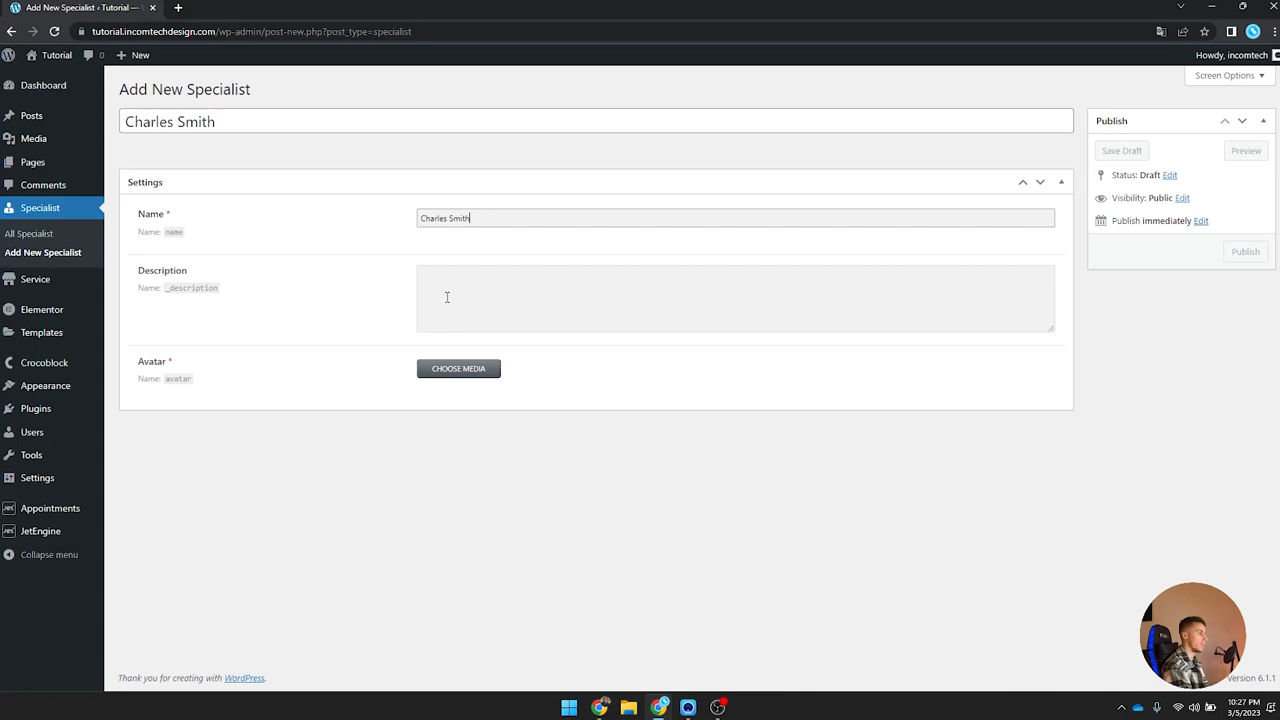 Add New Specialist ‹ Tutorial —
tutorial.incomtechdesign.com/wp-admin/post-new.php?post_type=specialist
Tutorial
0
New
Howdy, incomtech
Screen Options
Dashboard
Posts
Media
Pages
Comments
Specialist
All Specialist
Add New Specialist
Service
Elementor
Templates
Crocoblock
Appearance
Plugins
Users
Tools
Settings
Appointments
JetEngine
Collapse menu
Add New Specialist
Charles Smith
Settings
Name *
Name: name
Charles Smith
Description
Name: _description
Avatar *
Name: avatar
CHOOSE MEDIA
Publish
Save Draft
Preview
Status: Draft Edit
Visibility: Public Edit
Publish immediately Edit
Publish
Thank you for creating with WordPress.
Version 6.1.1
10:27 PM
3/5/2023